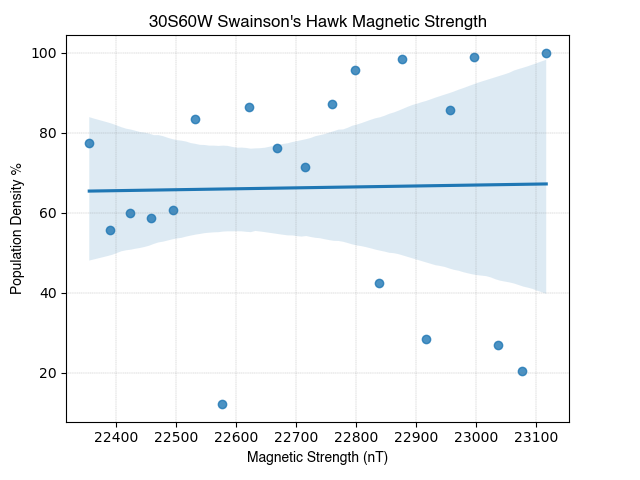 30S60W Swainson's Hawk Magnetic Strength
100
80
60
40
20
Population Density %
22400 22500 22600 22700 22800 22900 23000 23100
Magnetic Strength (nT)